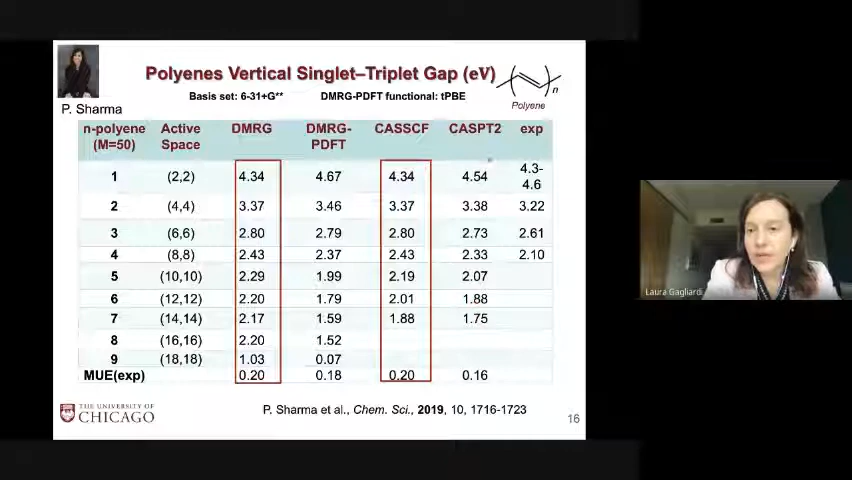 Polyenes Vertical Singlet–Triplet Gap (eV)
Basis set: 6-31+G** DMRG-PDFT functional: tPBE
n
Polyene
P. Sharma
n-polyene (M=50) Active Space DMRG DMRG-PDFT CASSCF CASPT2 exp
1 (2,2) 4.34 4.67 4.34 4.54 4.3-4.6
2 (4,4) 3.37 3.46 3.37 3.38 3.22
3 (6,6) 2.80 2.79 2.80 2.73 2.61
4 (8,8) 2.43 2.37 2.43 2.33 2.10
5 (10,10) 2.29 1.99 2.19 2.07
6 (12,12) 2.20 1.79 2.01 1.88
7 (14,14) 2.17 1.59 1.88 1.75
8 (16,16) 2.20 1.52
9 (18,18) 1.03 0.07
MUE(exp) 0.20 0.18 0.20 0.16
THE UNIVERSITY OF
CHICAGO
P. Sharma et al., Chem. Sci., 2019, 10, 1716-1723
16
Laura Gagliardi